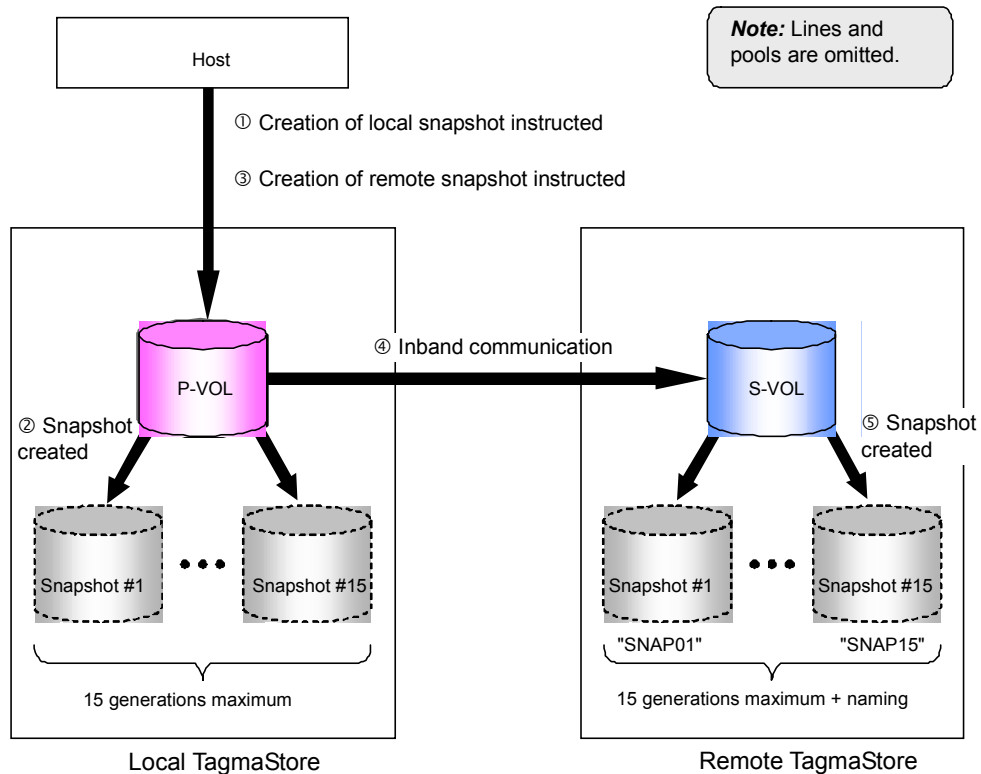 Host
Note: Lines and
pools are omitted.
① Creation of local snapshot instructed
③ Creation of remote snapshot instructed
④ Inband communication
P-VOL
S-VOL
② Snapshot
created
⑤ Snapshot
created
Snapshot #1
Snapshot #15
Snapshot #1
Snapshot #15
"SNAP01"
"SNAP15"
15 generations maximum
15 generations maximum + naming
Local TagmaStore
Remote TagmaStore